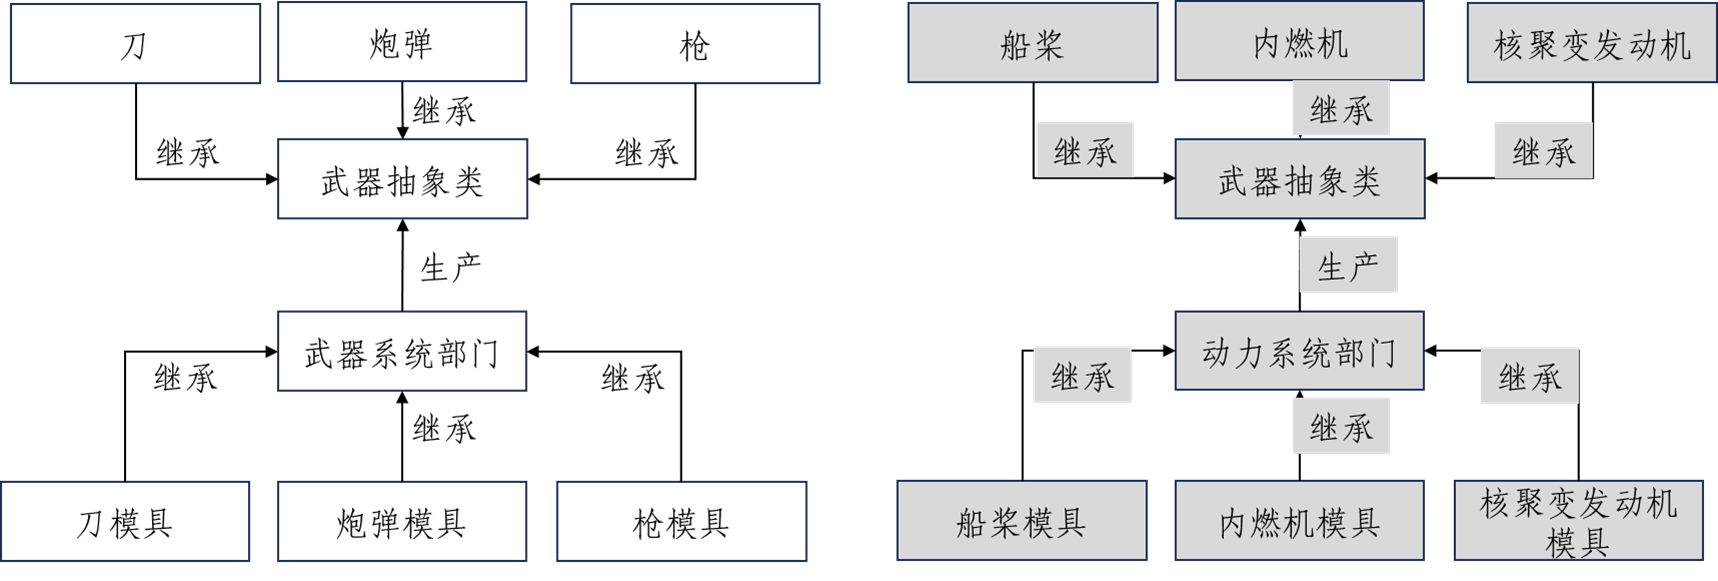 刀
炮弹
枪
继承
继承
继承
武器抽象类
生产
武器系统部门
继承
继承
继承
刀模具
炮弹模具
枪模具
船桨
内燃机
核聚变发动机
继承
继承
继承
武器抽象类
生产
动力系统部门
继承
继承
继承
船桨模具
内燃机模具
核聚变发动机
模具